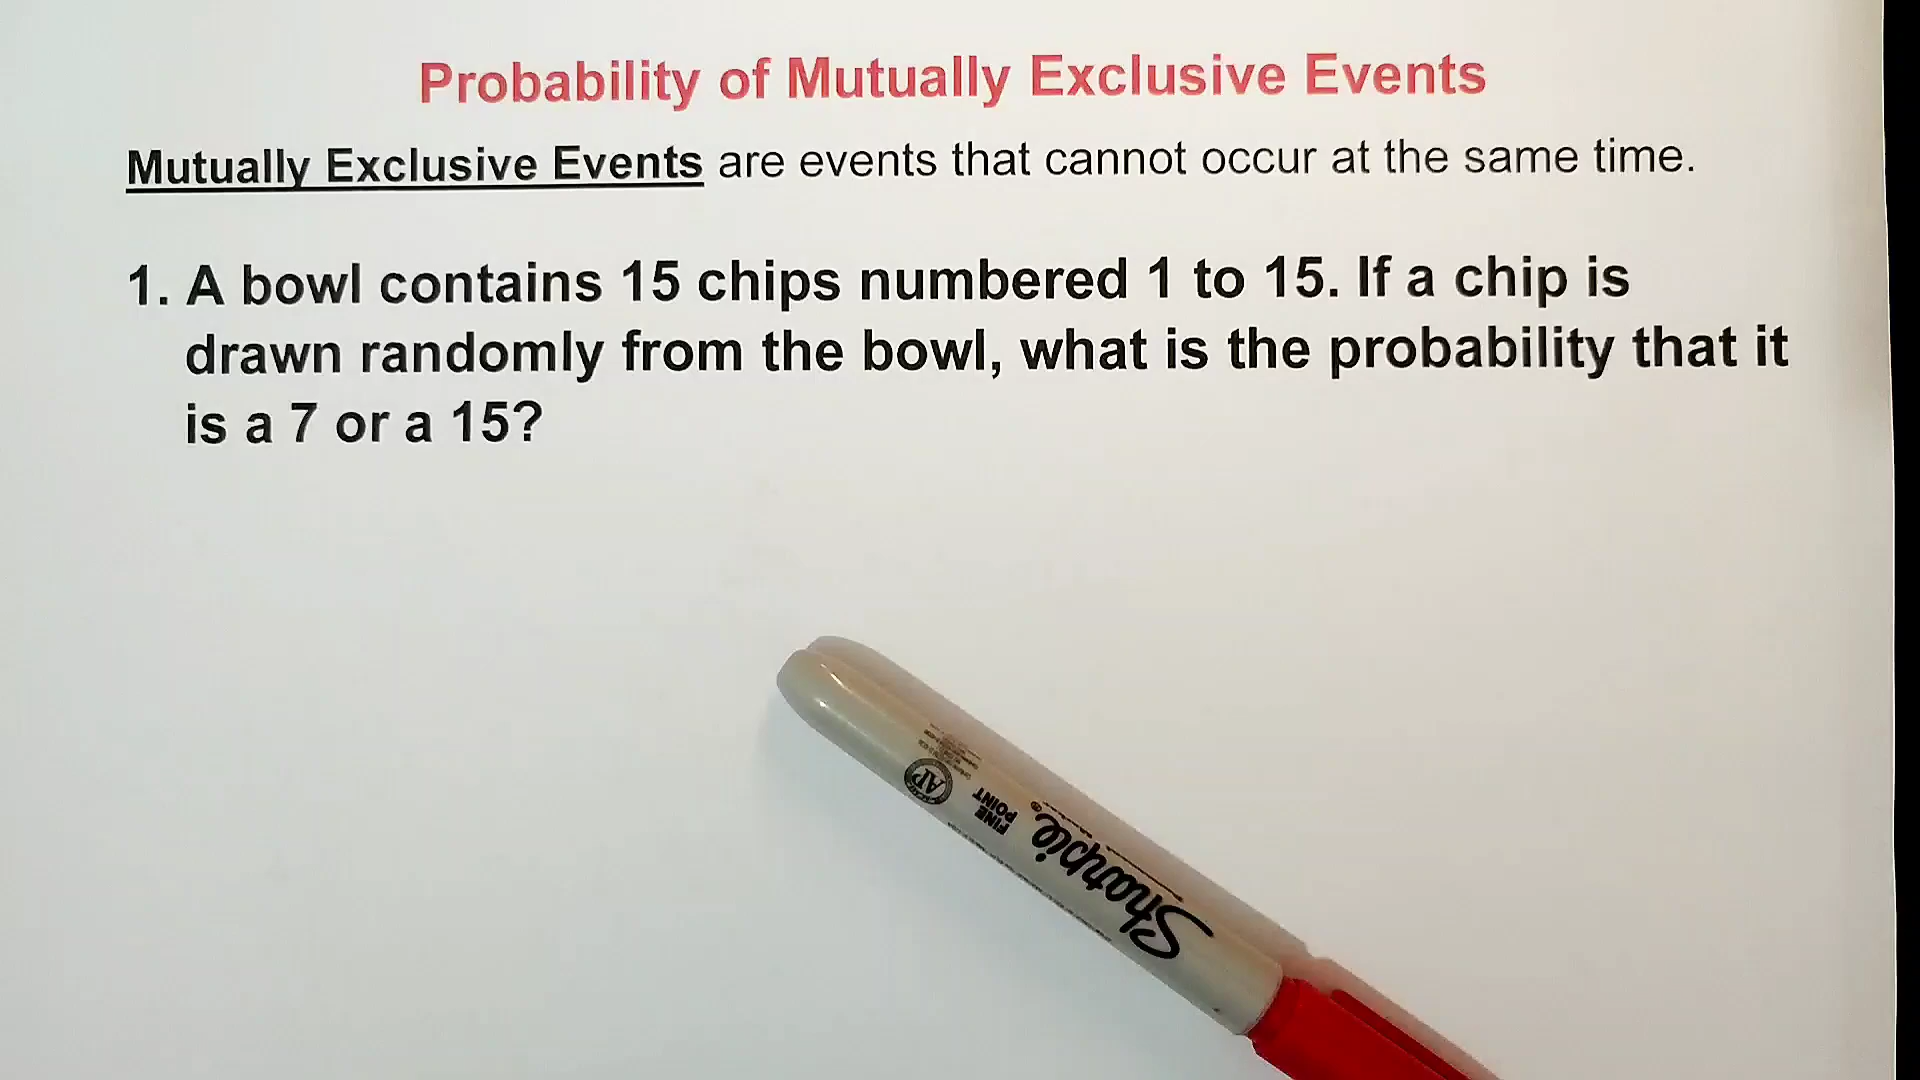 Probability of Mutually Exclusive Events
Mutually Exclusive Events are events that cannot occur at the same time.
1. A bowl contains 15 chips numbered 1 to 15. If a chip is
drawn randomly from the bowl, what is the probability that it
is a 7 or a 15?
AP
FINE
POINT
Sharpie®